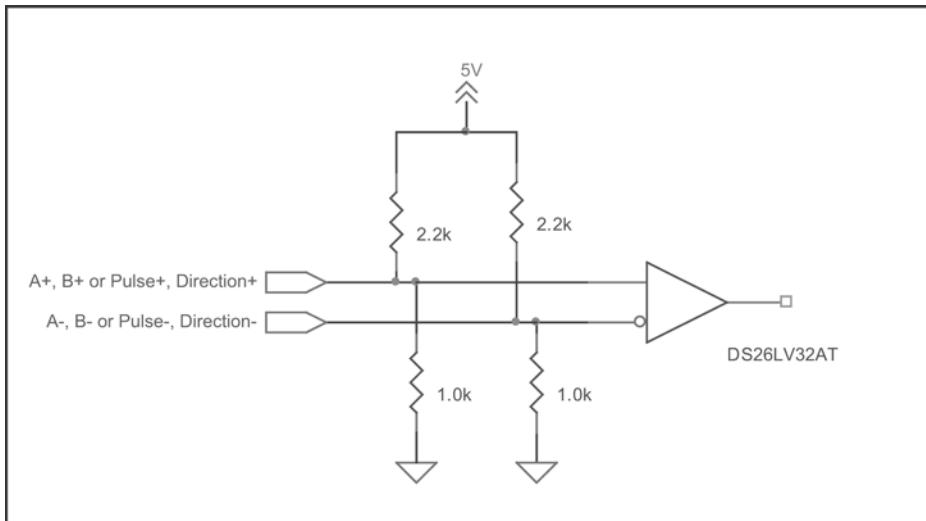 5V
2.2k
2.2k
A+, B+ or Pulse+, Direction+
A-, B- or Pulse-, Direction-
DS26LV32AT
1.0k
1.0k